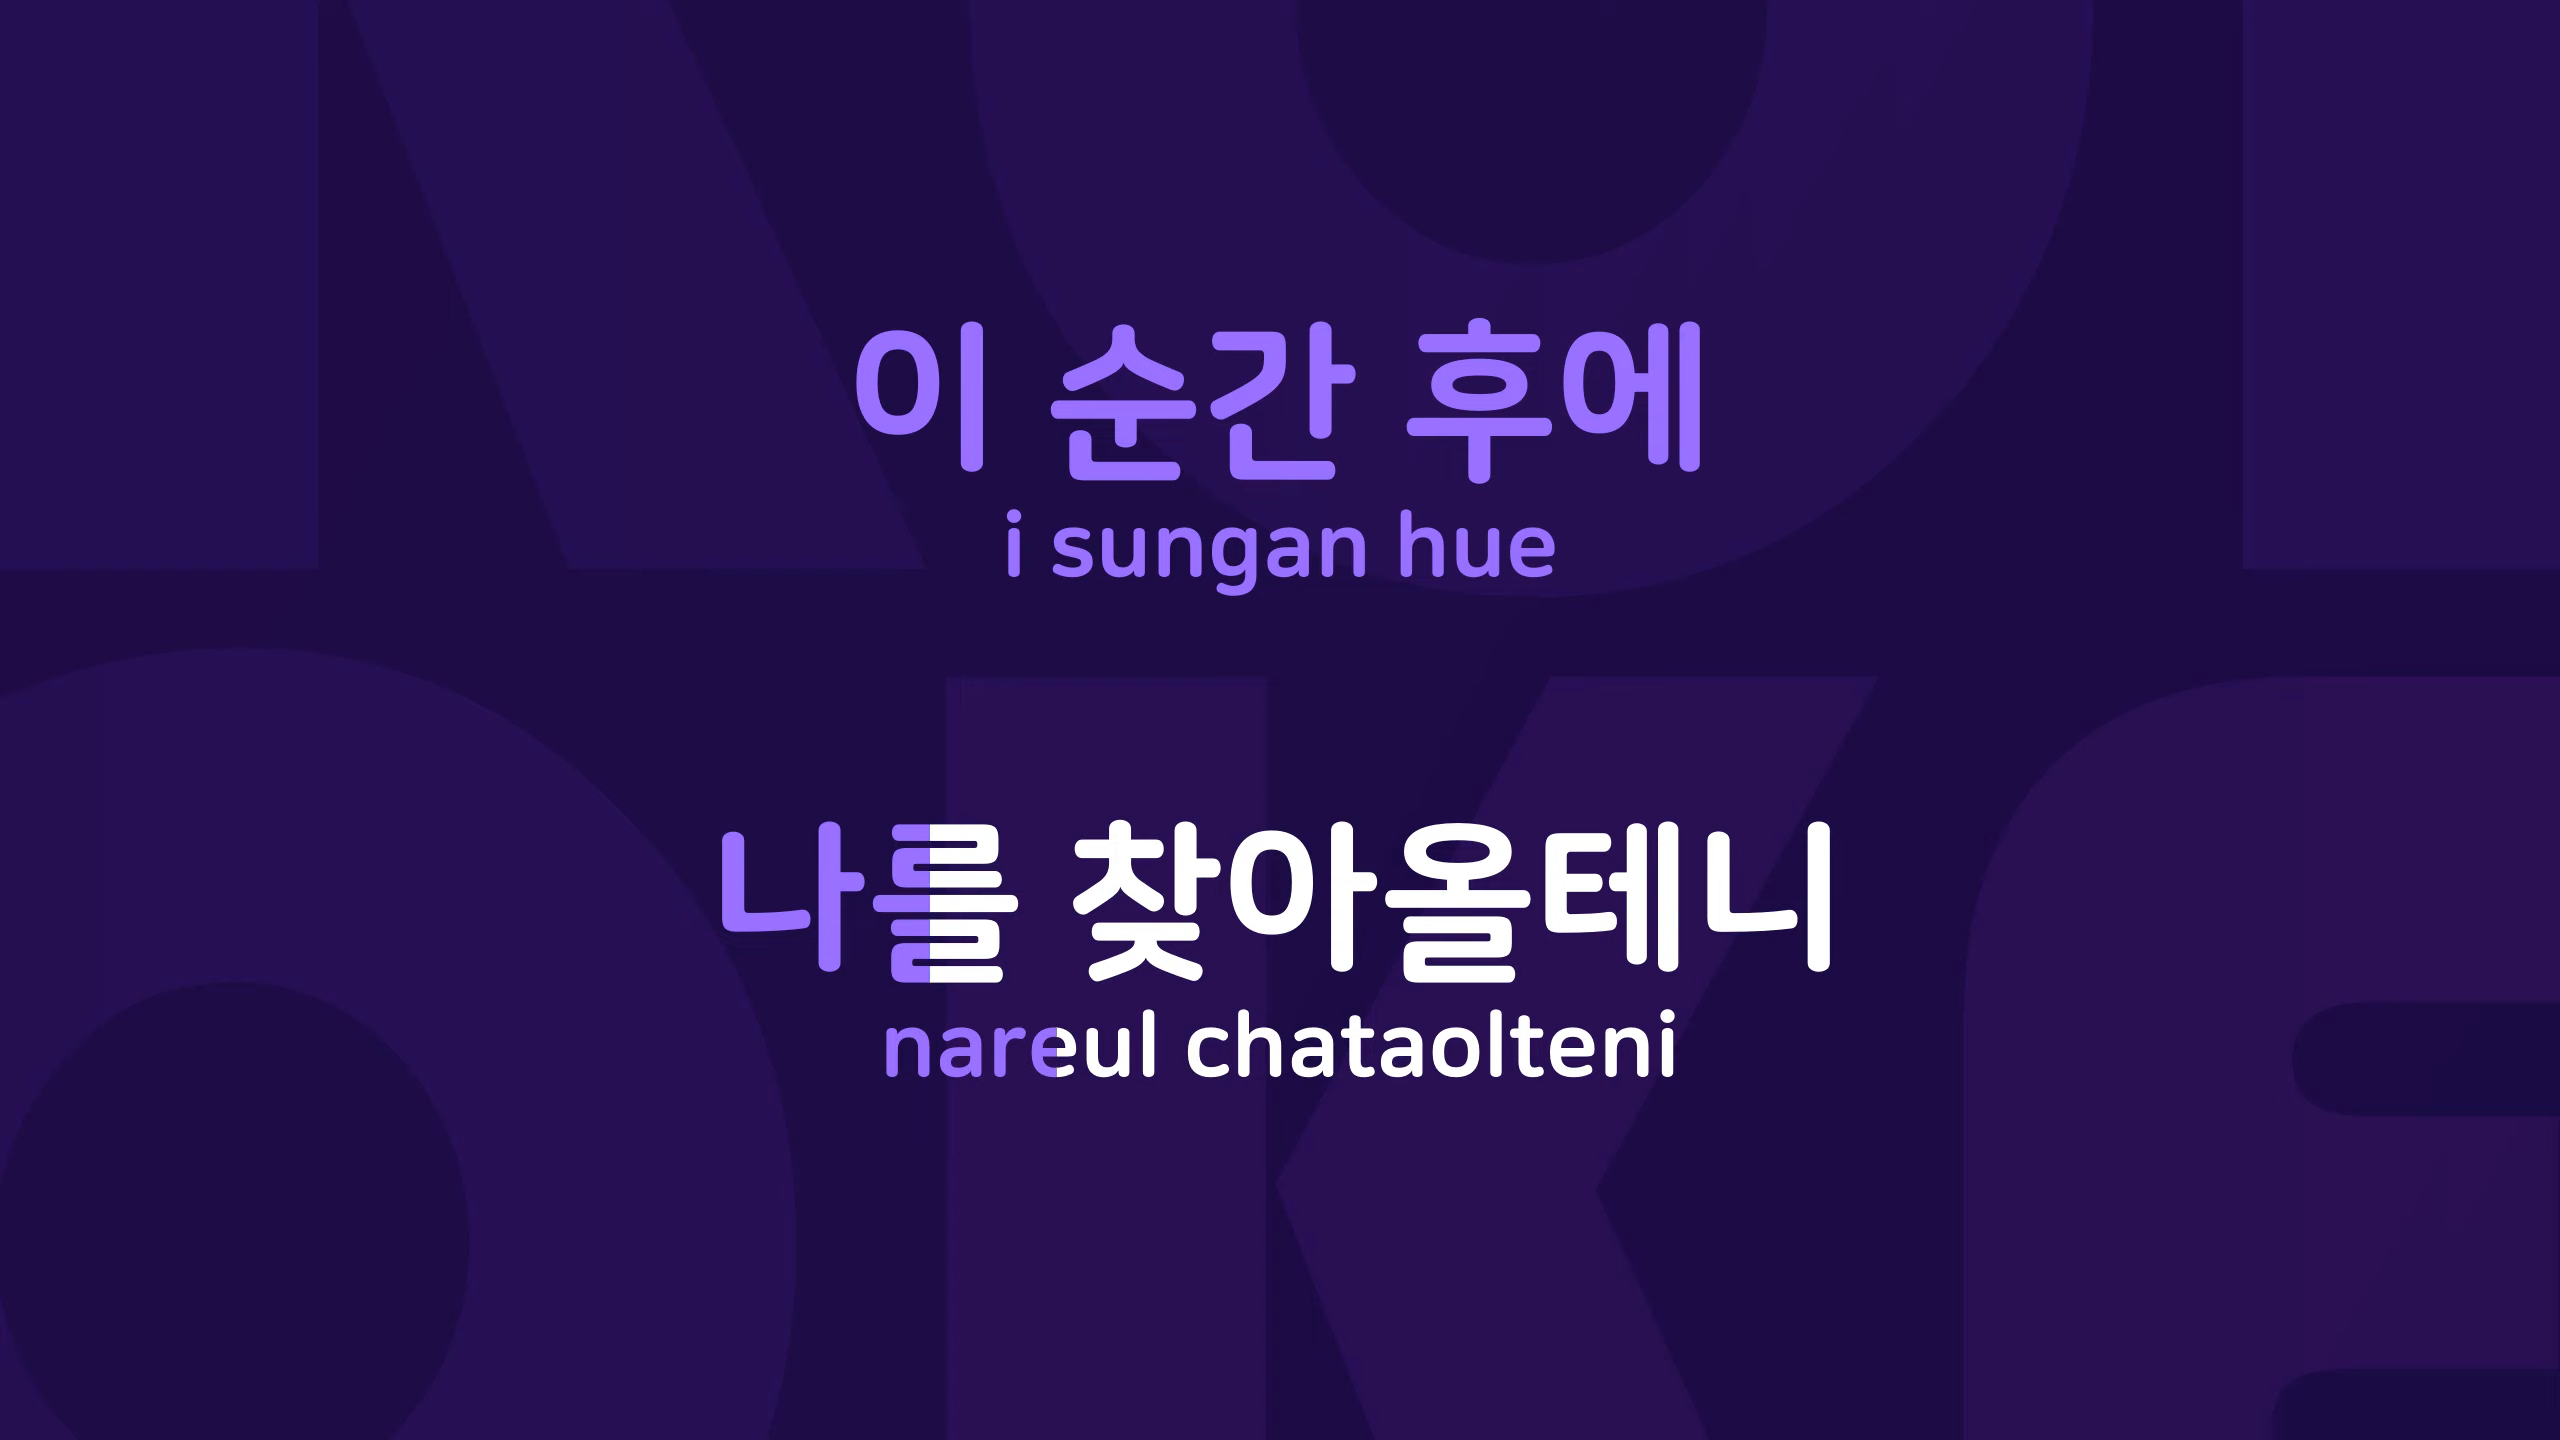 이 순간 후에
i sungan hue
나를 찾아올테니
nareul chataolteni